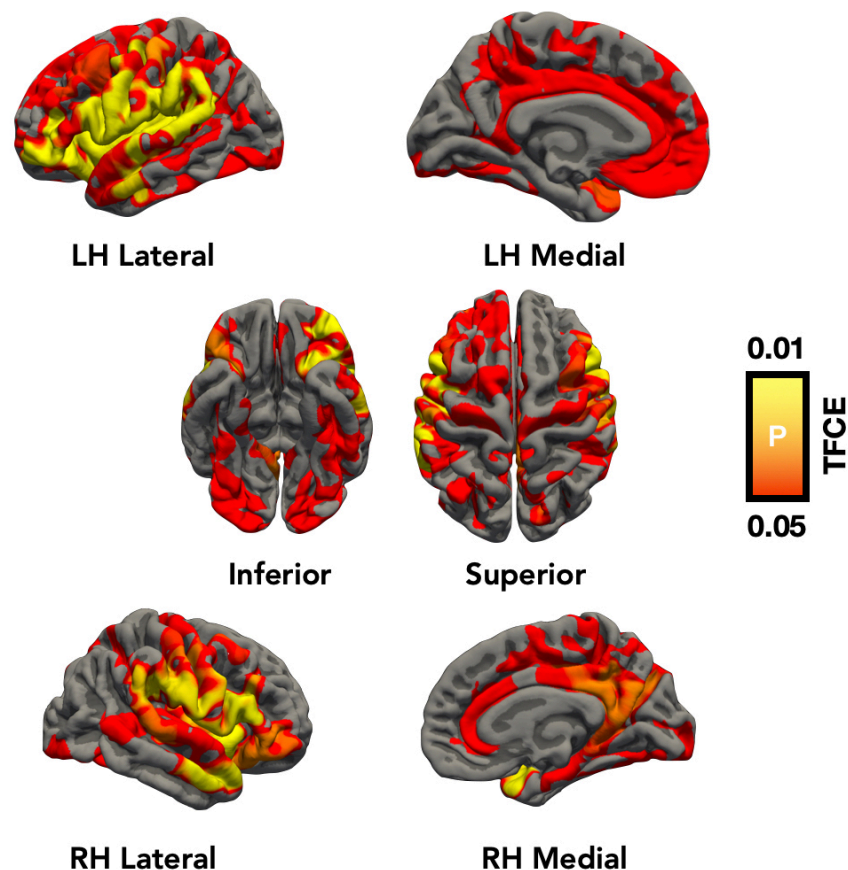 LH Lateral
LH Medial
0.01
P
TFCE
0.05
Inferior
Superior
RH Lateral
RH Medial